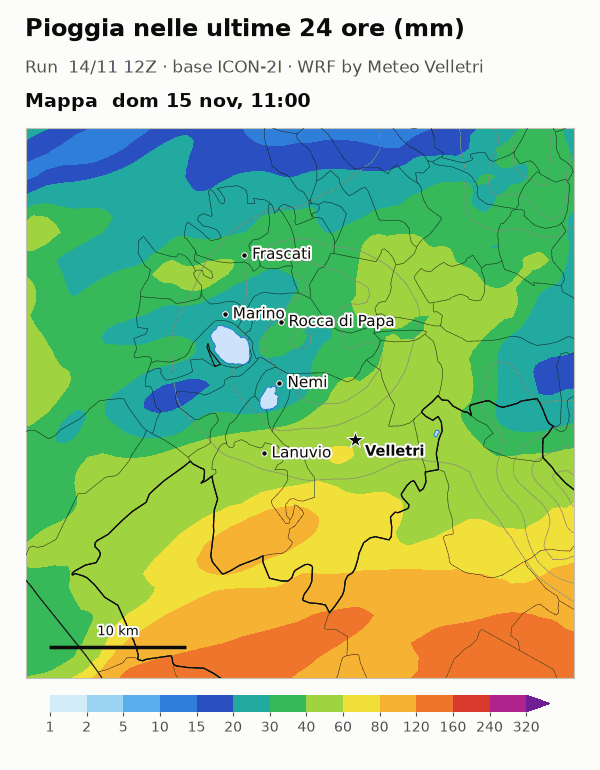 Pioggia nelle ultime 24 ore (mm)
Run 14/11 12Z · base ICON-2I · WRF by Meteo Velletri
Mappa dom 15 nov, 11:00
Frascati
Marino
Rocca di Papa
Nemi
Velletri
Lanuvio
10 km
1 2 5 10 15 20 30 40 60 80 120 160 240 320